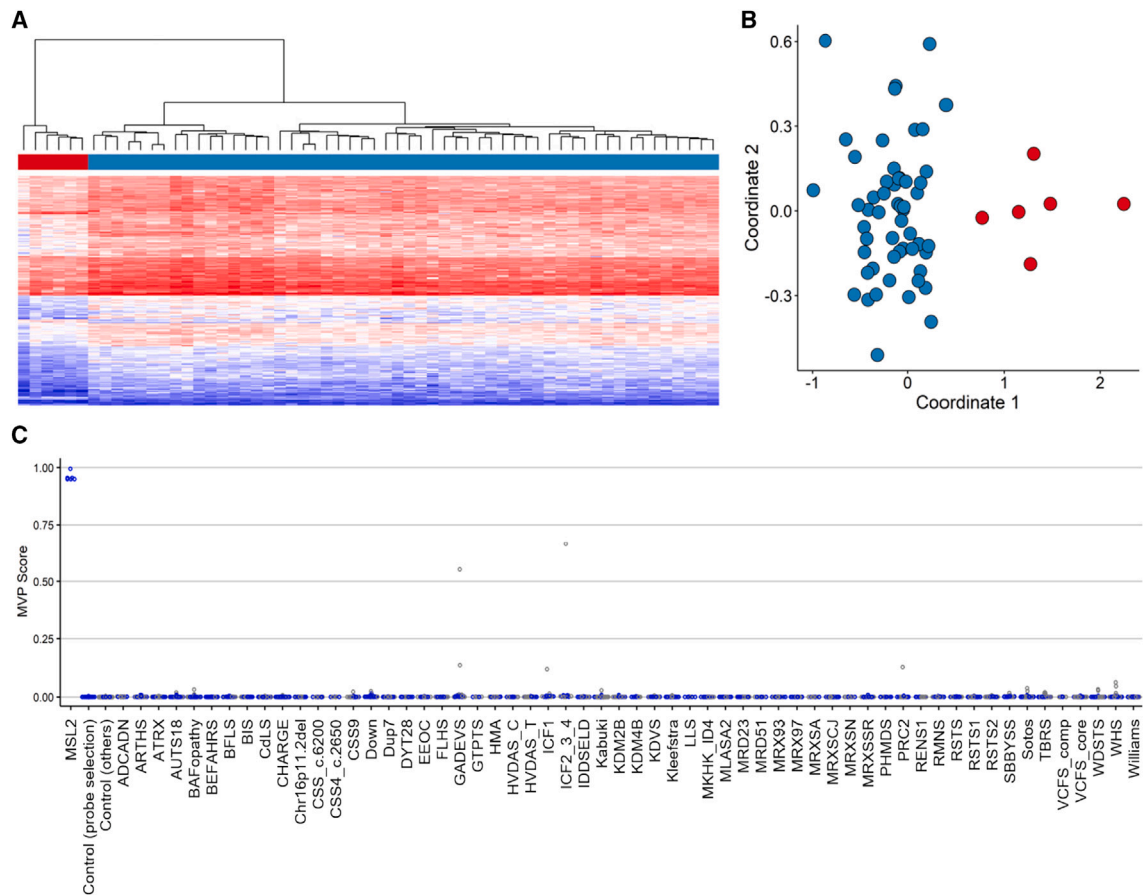 A
B
0.6
0.3
0.0
-0.3
Coordinate 2
-1
0
1
2
Coordinate 1
C
1.00
0.75
0.50
0.25
0.00
MVP Score
MSL2
Control (probe selection)
Control (others)
ADCADN
ARTHS
ATRX
AUTS18
BAFopathy
BEFAHRS
BFLS
BIS
CdLS
CHARGE
Chr16p11.2del
CSS_c.6200
CSS4_c.2650
CSS9
Down
Dup7
DYT28
EEOC
FLHS
GADEVS
GTPTS
HMA
HVDAS_C
HVDAS_T
ICF1
ICF2_3_4
IDDSELD
Kabuki
KDM2B
KDM4B
KDVS
Kleefstra
LLS
MKHK_ID4
MLASA2
MRD23
MRD51
MRX93
MRX97
MRXSA
MRXSCJ
MRXSN
MRXSSR
PHMDS
PRC2
RENS1
RMNS
RSTS
RSTS1
RSTS2
SBBYSS
Sotos
TBRS
VCFS_comp
VCFS_core
WDSTS
WHS
Williams